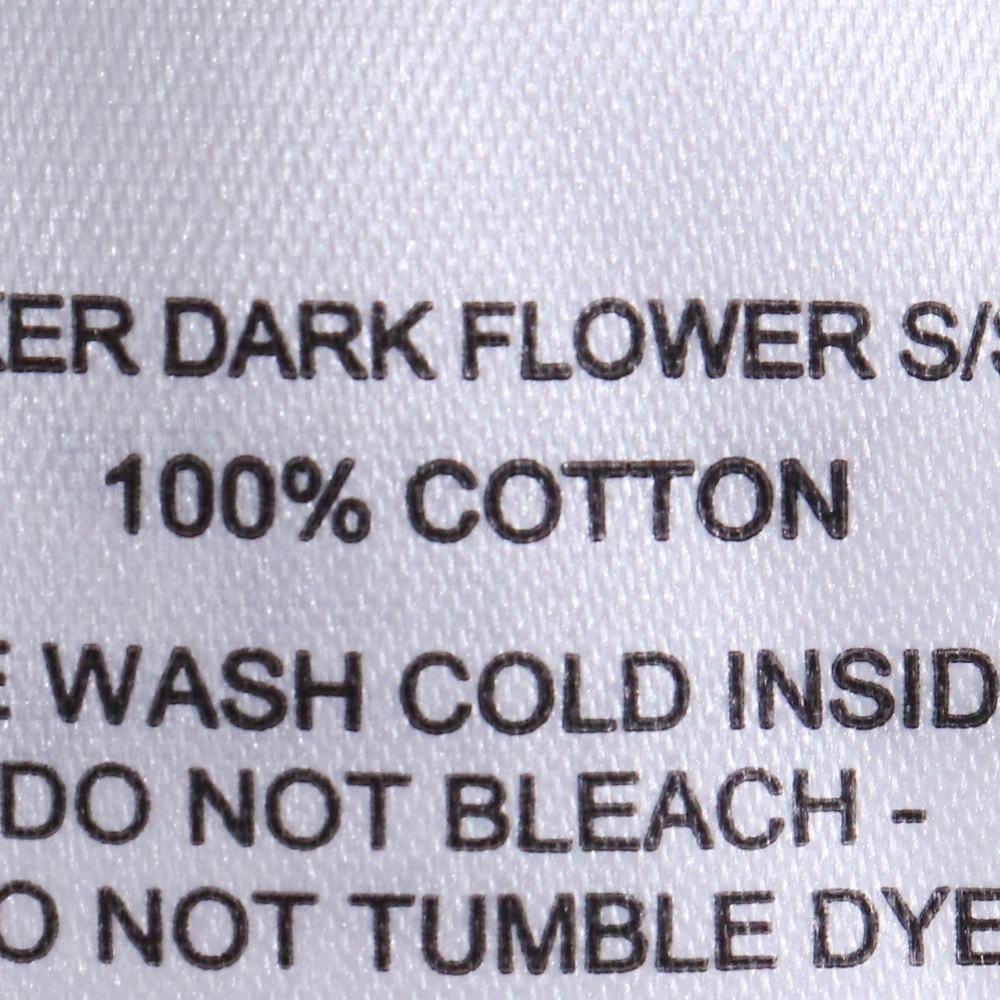 KER DARK FLOWER S/S
100% COTTON
E WASH COLD INSID
DO NOT BLEACH -
O NOT TUMBLE DYE